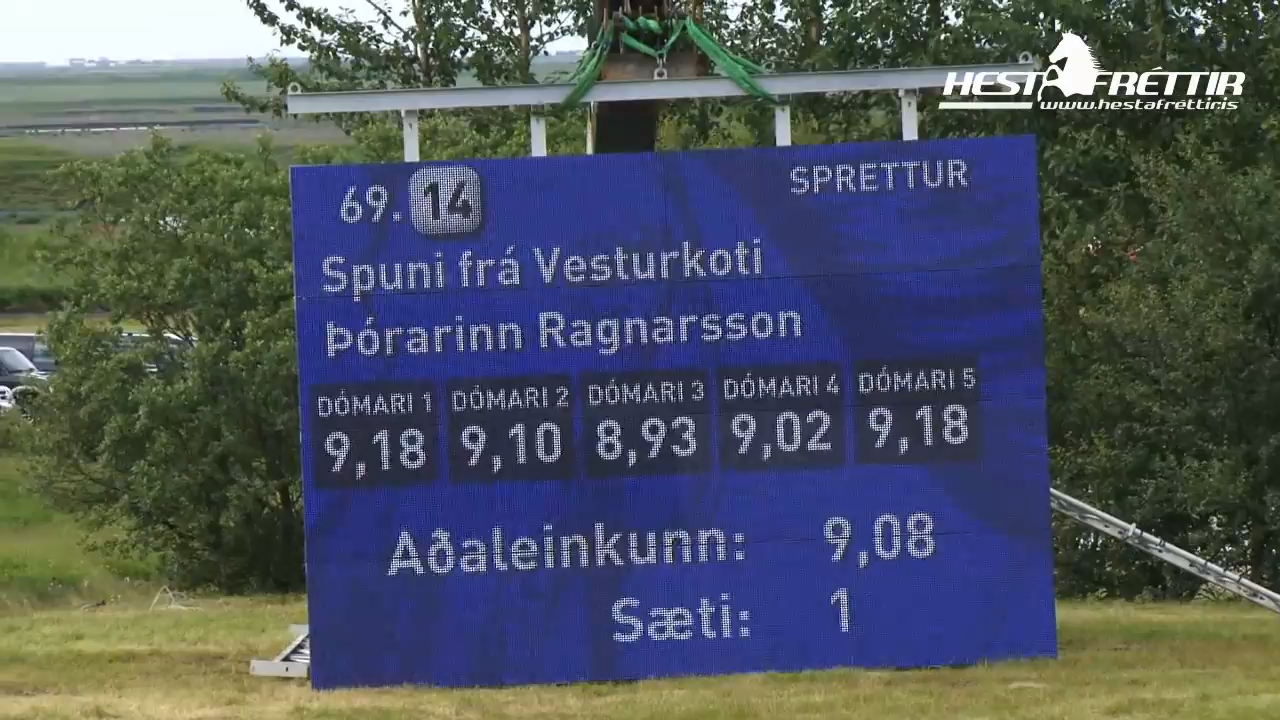 HESTAFRÉTTIR
www.hestafréttir.is
69. 14 SPRETTUR
Spuni frá Vesturkoti
Þórarinn Ragnarsson
DÓMARI 1 DÓMARI 2 DÓMARI 3 DÓMARI 4 DÓMARI 5
9,18 9,10 8,93 9,02 9,18
Aðaleinkunn: 9,08
Sæti: 1